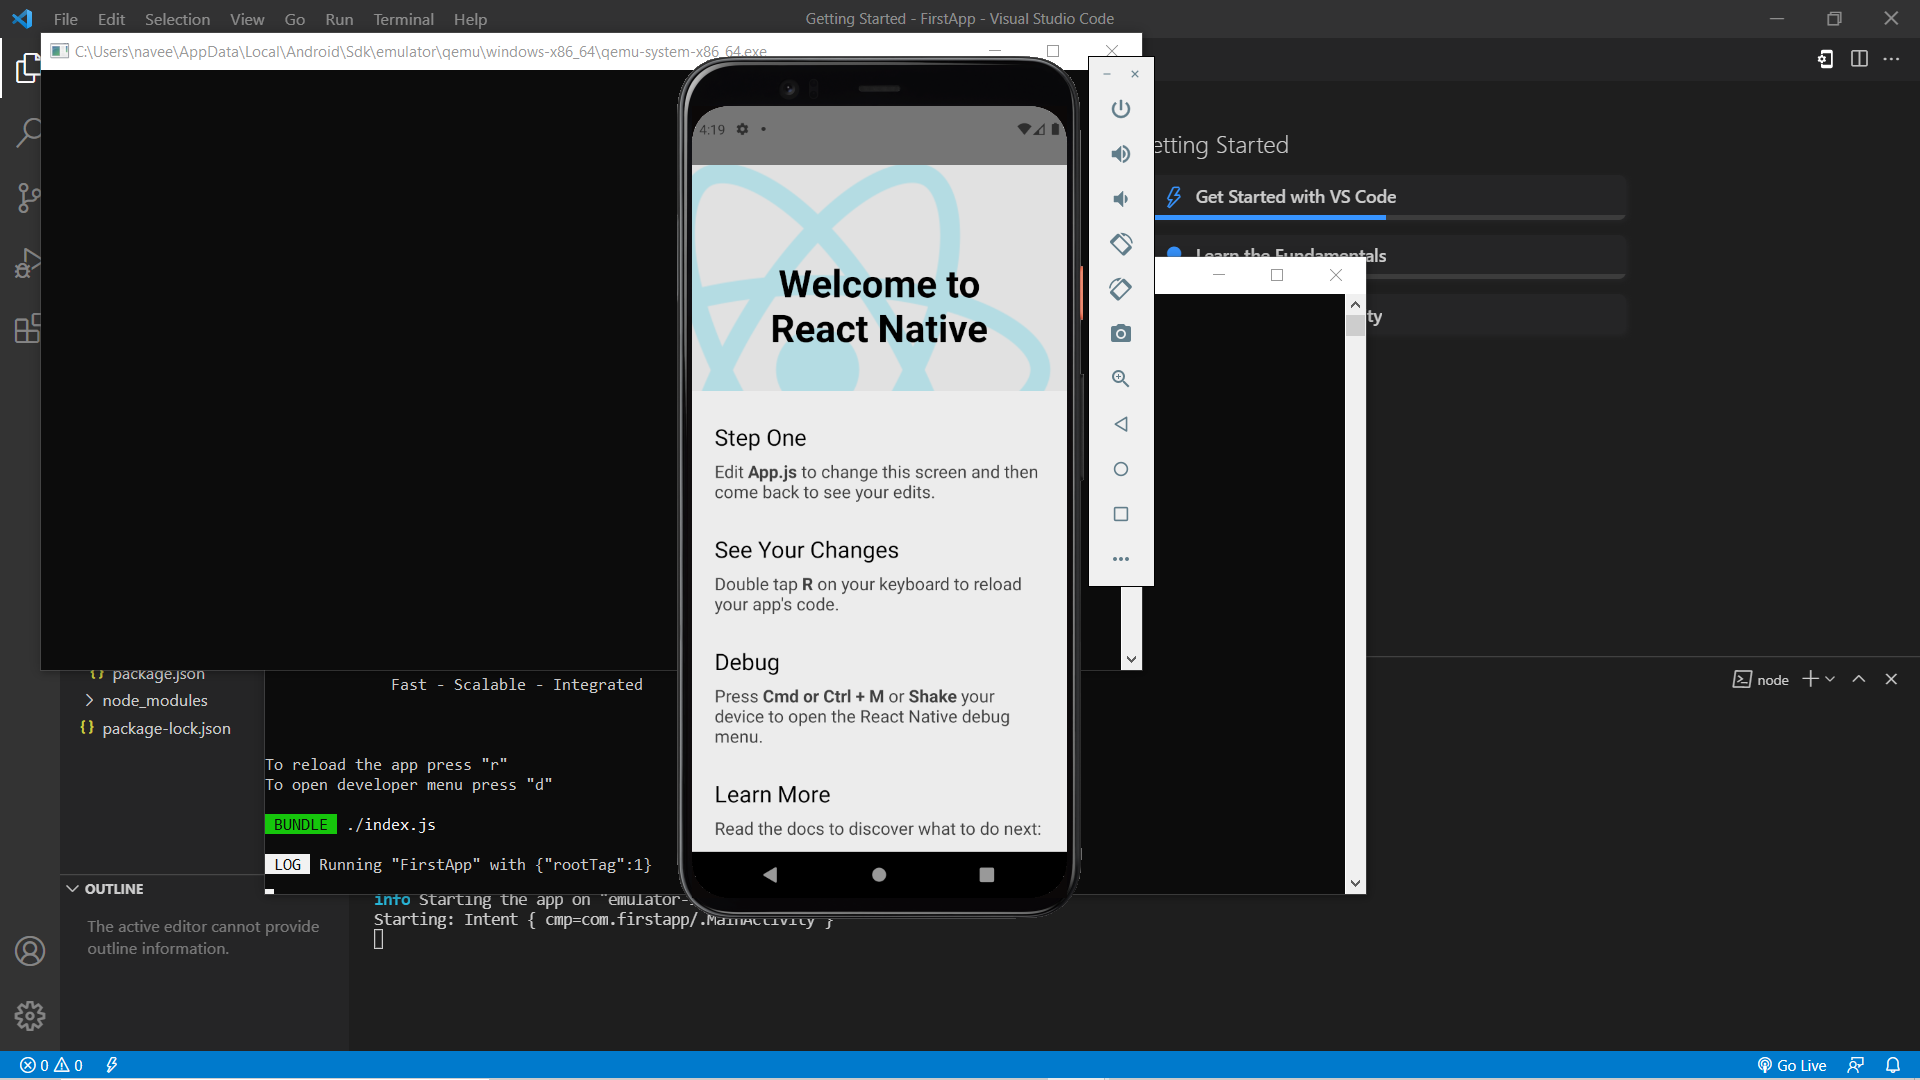 File Edit Selection View Go Run Terminal Help
Getting Started - FirstApp - Visual Studio Code
C:\Users\navee\AppData\Local\Android\Sdk\emulator\qemu\windows-x86_64\qemu-system-x86_64.exe
4:19
Welcome to
React Native
Step One
Edit App.js to change this screen and then
come back to see your edits.
See Your Changes
Double tap R on your keyboard to reload
your app's code.
Debug
Press Cmd or Ctrl + M or Shake your
device to open the React Native debug
menu.
Learn More
Read the docs to discover what to do next:
etting Started
Get Started with VS Code
Learn the Fundamentals
ty
package.json
node_modules
package-lock.json
OUTLINE
The active editor cannot provide
outline information.
Fast - Scalable - Integrated
To reload the app press "r"
To open developer menu press "d"
BUNDLE ./index.js
LOG Running "FirstApp" with {"rootTag":1}
info Starting the app on "emulator-
Starting: Intent { cmp=com.firstapp/.MainActivity }
node
0 0
Go Live